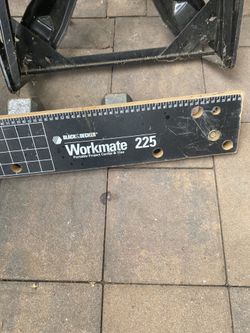 BLACK&DECKER
Workmate 225
Portable Project Center & Vise